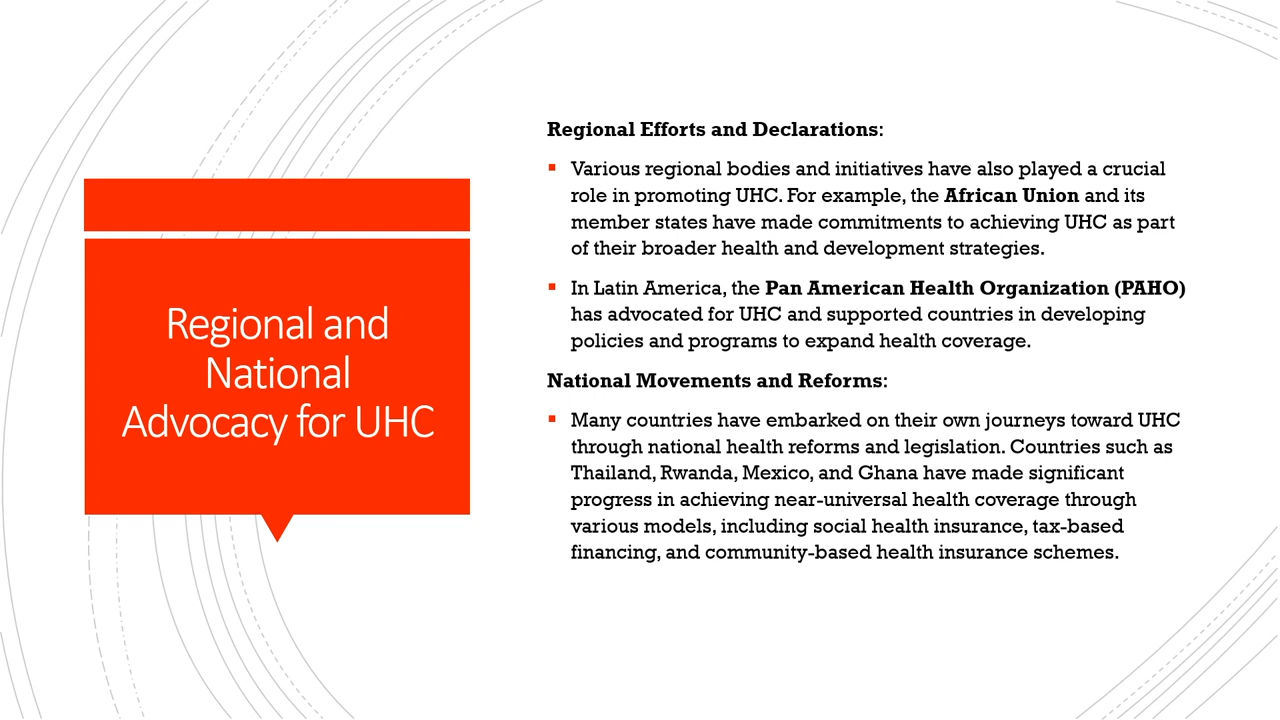 Regional and
National
Advocacy for UHC
Regional Efforts and Declarations:
Various regional bodies and initiatives have also played a crucial
role in promoting UHC. For example, the African Union and its
member states have made commitments to achieving UHC as part
of their broader health and development strategies.
In Latin America, the Pan American Health Organization (PAHO)
has advocated for UHC and supported countries in developing
policies and programs to expand health coverage.
National Movements and Reforms:
Many countries have embarked on their own journeys toward UHC
through national health reforms and legislation. Countries such as
Thailand, Rwanda, Mexico, and Ghana have made significant
progress in achieving near-universal health coverage through
various models, including social health insurance, tax-based
financing, and community-based health insurance schemes.